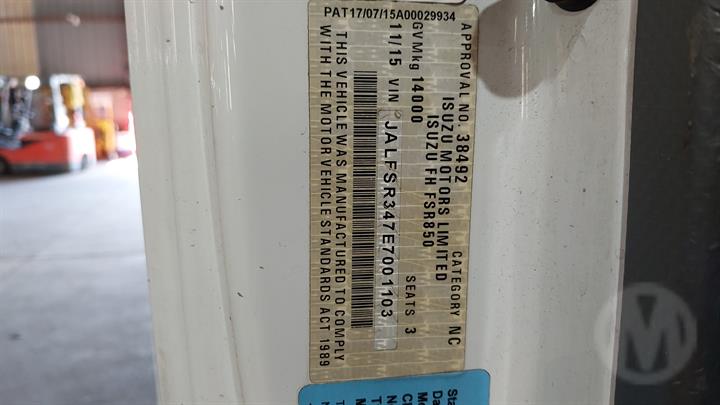 PAT17/07/15A00029934
APPROVAL NO. 38492 CATEGORY NC
ISUZU MOTORS LIMITED
ISUZU FH FSR850
GVMkg 14000 SEATS 3
11/15 VIN JALFSR347E7001103
THIS VEHICLE WAS MANUFACTURED TO COMPLY
WITH THE MOTOR VEHICLE STANDARDS ACT 1989
M